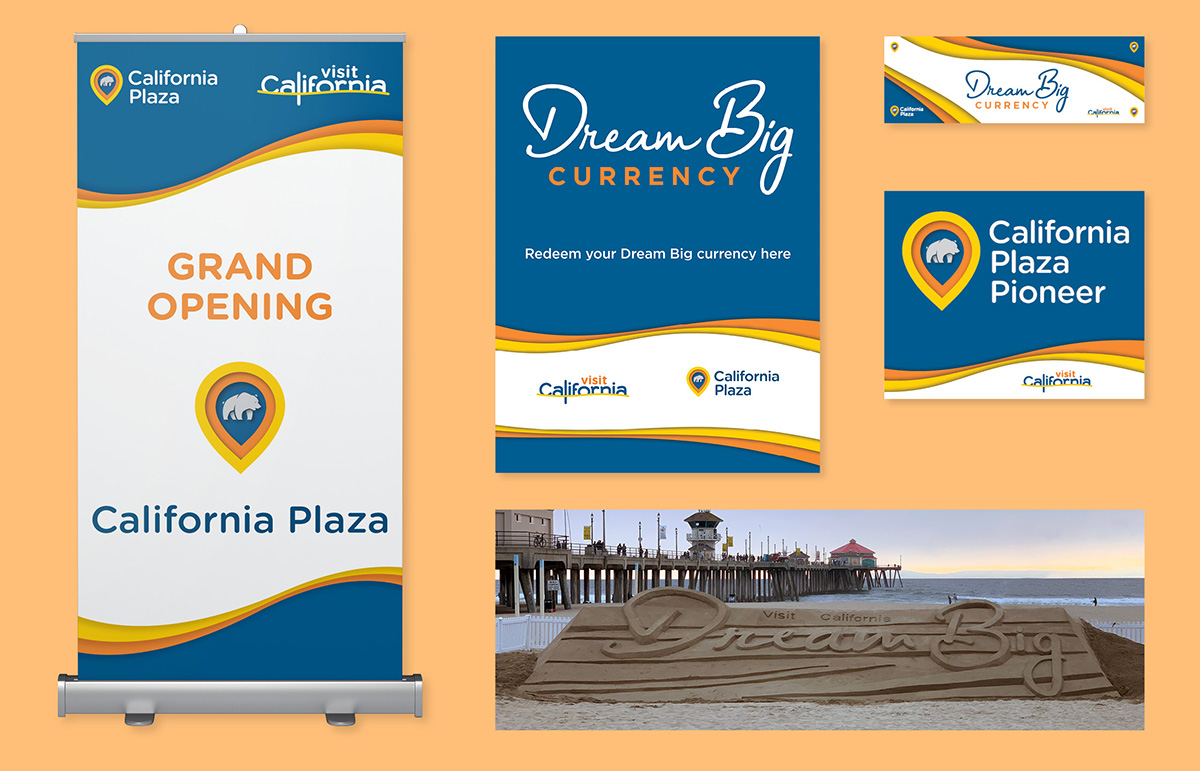 California
Plaza
visit
California
GRAND
OPENING
California Plaza
Dream Big
CURRENCY
Redeem your Dream Big currency here
visit
California
California
Plaza
Dream Big
CURRENCY
California
Plaza
visit
California
California
Plaza
Pioneer
visit
California
Visit California
Dream Big